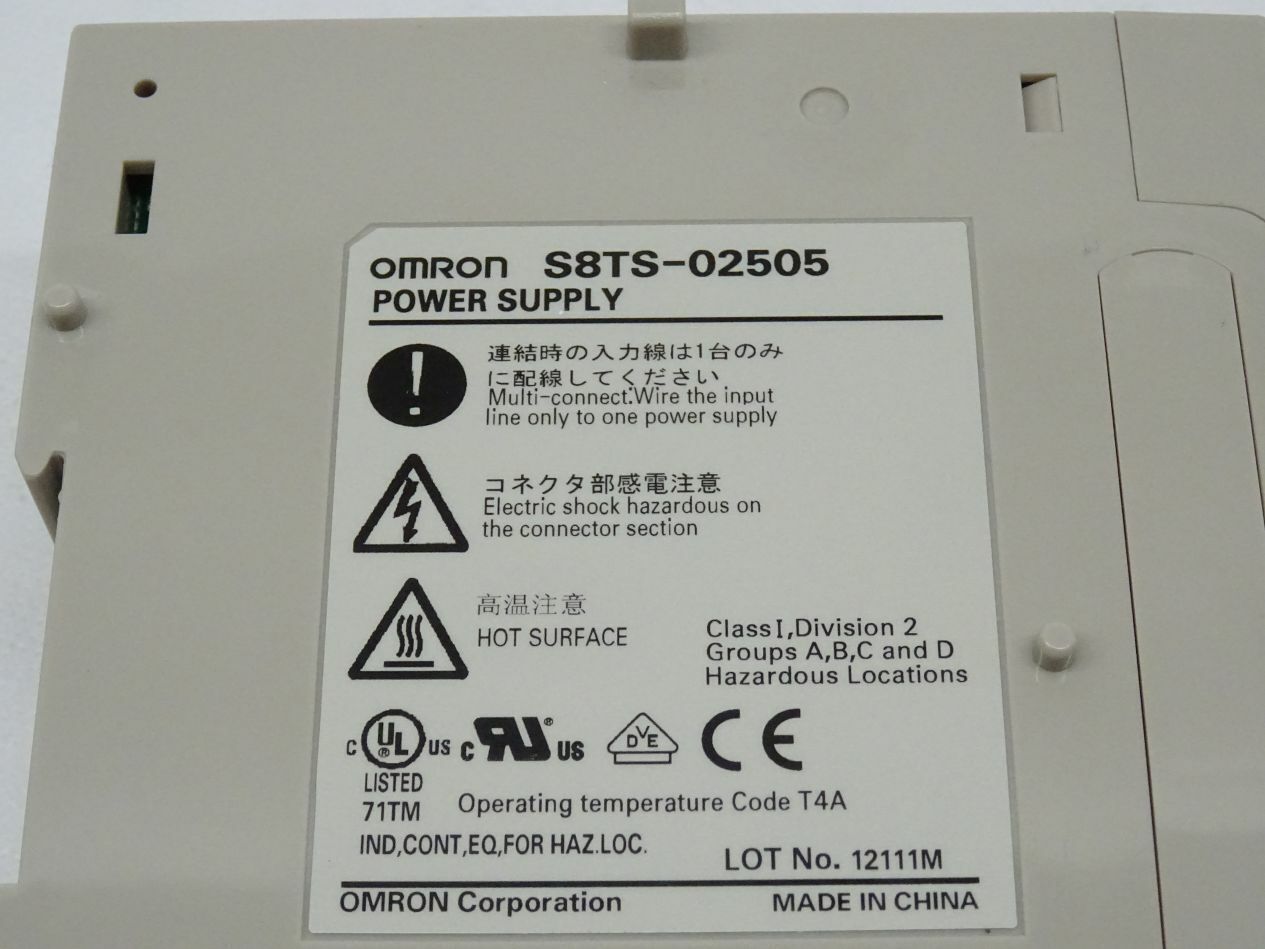 OMRON S8TS-02505
POWER SUPPLY
連結時の入力線は1台のみ
に配線してください
Multi-connect:Wire the input
line only to one power supply
コネクタ部感電注意
Electric shock hazardous on
the connector section
高温注意
HOT SURFACE
Class I,Division 2
Groups A,B,C and D
Hazardous Locations
C UL ® US C RU ® US DVE CE
LISTED
71TM
Operating temperature Code T4A
IND,CONT,EQ,FOR HAZ.LOC.
LOT No. 12111M
OMRON Corporation MADE IN CHINA